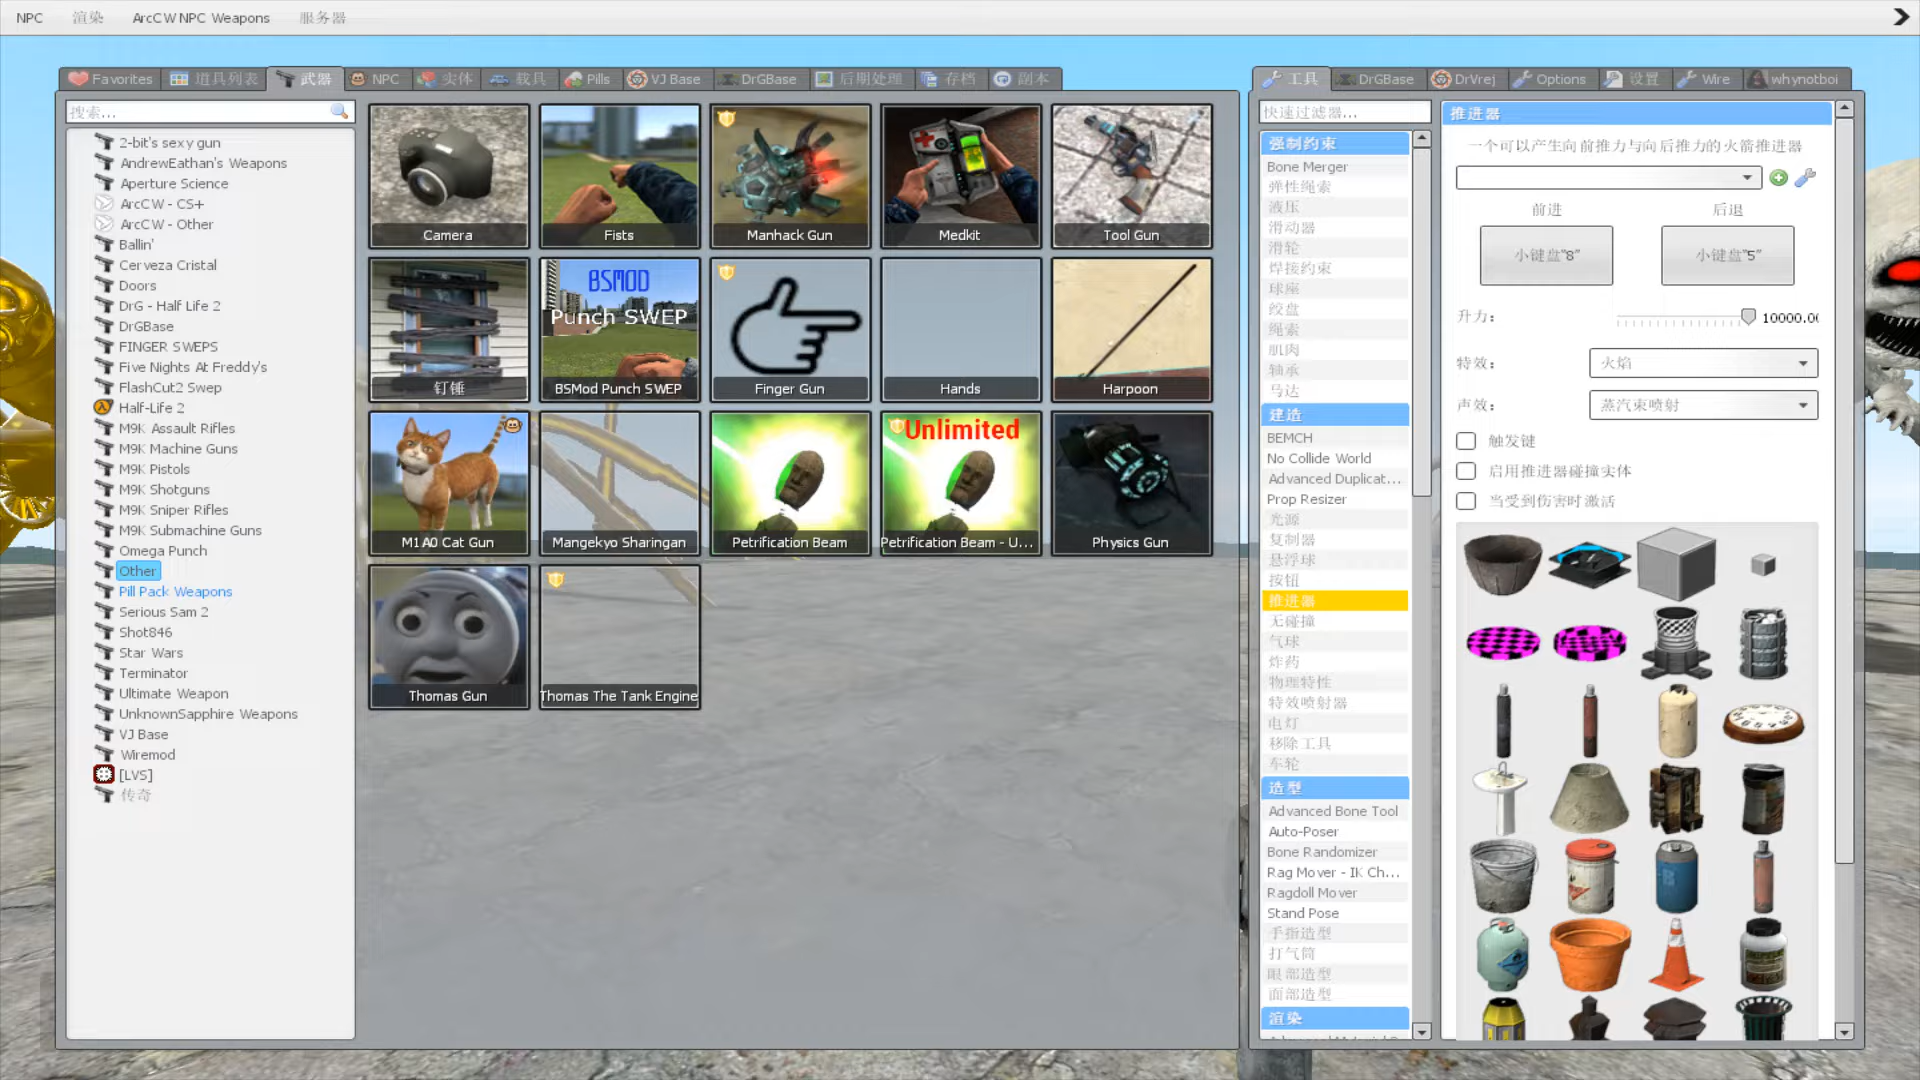 NPC 渲染 ArcCW NPC Weapons 服务器
Favorites 道具列表 武器 NPC 实体 载具 Pills VJ Base DrGBase 后期处理 存档 副本
搜索...
2-bit's sexy gun
AndrewEathan's Weapons
Aperture Science
ArcCW - CS+
ArcCW - Other
Ballin'
Cerveza Cristal
Doors
DrG - Half Life 2
DrGBase
FINGER SWEPS
Five Nights At Freddy's
FlashCut2 Swep
Half-Life 2
M9K Assault Rifles
M9K Machine Guns
M9K Pistols
M9K Shotguns
M9K Sniper Rifles
M9K Submachine Guns
Omega Punch
Other
Pill Pack Weapons
Serious Sam 2
Shot846
Star Wars
Terminator
Ultimate Weapon
UnknownSapphire Weapons
VJ Base
Wiremod
[LVS]
传奇
Camera
Fists
Manhack Gun
Medkit
Tool Gun
钉锤
BSMOD
Punch SWEP
BSMod Punch SWEP
Finger Gun
Hands
Harpoon
M1A0 Cat Gun
Mangekyo Sharingan
Petrification Beam
Unlimited
Petrification Beam - U...
Physics Gun
Thomas Gun
Thomas The Tank Engine
工具 DrGBase DrVrej Options 设置 Wire whynotboi
快速过滤器...
强制约束
Bone Merger
弹性绳索
液压
滑动器
滑轮
焊接约束
球座
绞盘
绳索
肌肉
轴承
马达
建造
BEMCH
No Collide World
Advanced Duplicat...
Prop Resizer
光源
复制器
悬浮球
按钮
推进器
无碰撞
气球
炸药
物理特性
特效喷射器
电灯
移除工具
车轮
造型
Advanced Bone Tool
Auto-Poser
Bone Randomizer
Rag Mover - IK Ch...
Ragdoll Mover
Stand Pose
手指造型
打气筒
眼部造型
面部造型
渲染
推进器
一个可以产生向前推力与向后推力的火箭推进器
前进 后退
小键盘"8" 小键盘"5"
升力: 10000.00
特效: 火焰
声效: 蒸汽束喷射
触发键
启用推进器碰撞实体
当受到伤害时激活